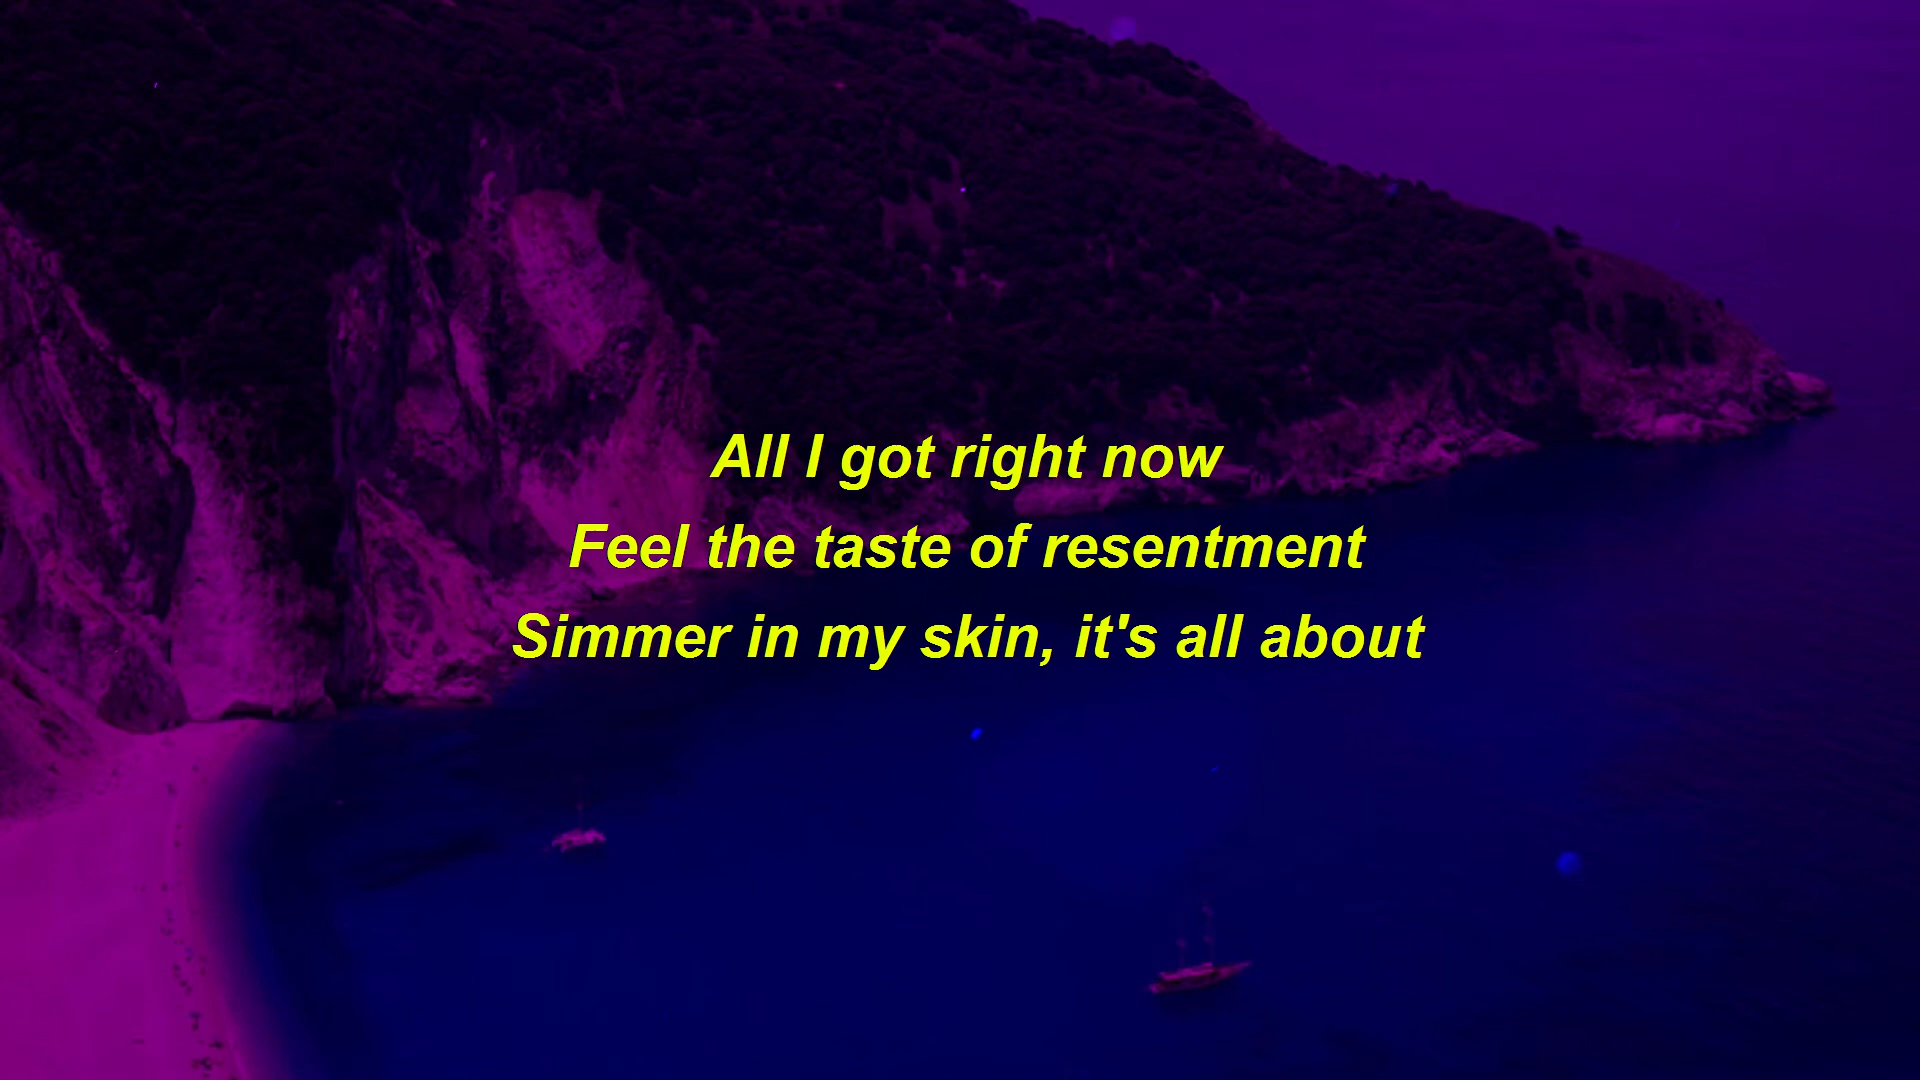 All I got right now
Feel the taste of resentment
Simmer in my skin, it's all about